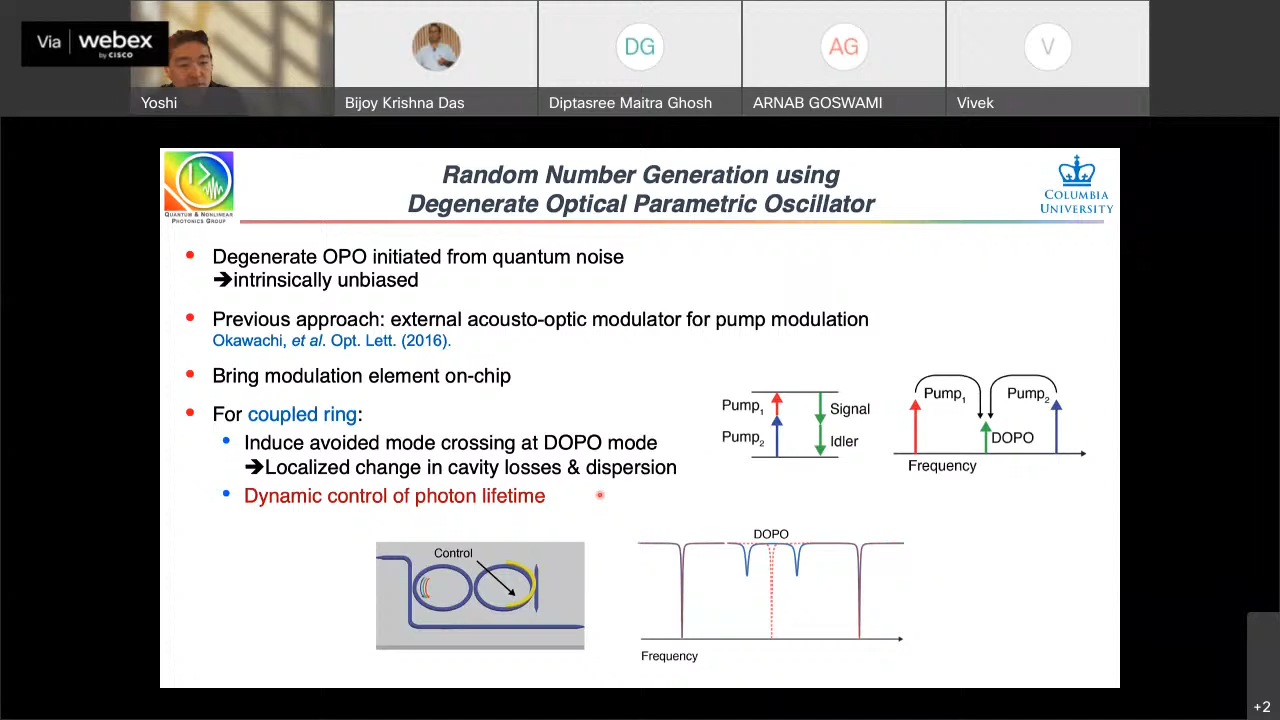 Via webex
by CISCO
Yoshi
Bijoy Krishna Das
DG
Diptasree Maitra Ghosh
AG
ARNAB GOSWAMI
V
Vivek
QUANTUM & NONLINEAR
PHOTONICS GROUP
Random Number Generation using
Degenerate Optical Parametric Oscillator
COLUMBIA
UNIVERSITY
• Degenerate OPO initiated from quantum noise
➔intrinsically unbiased
• Previous approach: external acousto-optic modulator for pump modulation
Okawachi, et al. Opt. Lett. (2016).
• Bring modulation element on-chip
• For coupled ring:
• Induce avoided mode crossing at DOPO mode
➔Localized change in cavity losses & dispersion
• Dynamic control of photon lifetime
Pump1
Signal
Pump2
Idler
Pump1
Pump2
DOPO
Frequency
Control
DOPO
Frequency
+2